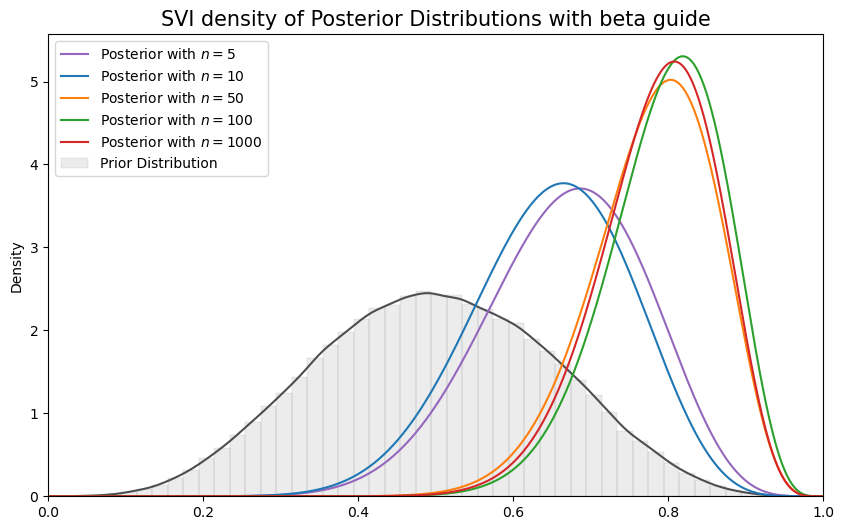 SVI density of Posterior Distributions with beta guide
Posterior with n = 5
Posterior with n = 10
Posterior with n = 50
Posterior with n = 100
Posterior with n = 1000
Prior Distribution
Density
5
4
3
2
1
0
0.0 0.2 0.4 0.6 0.8 1.0